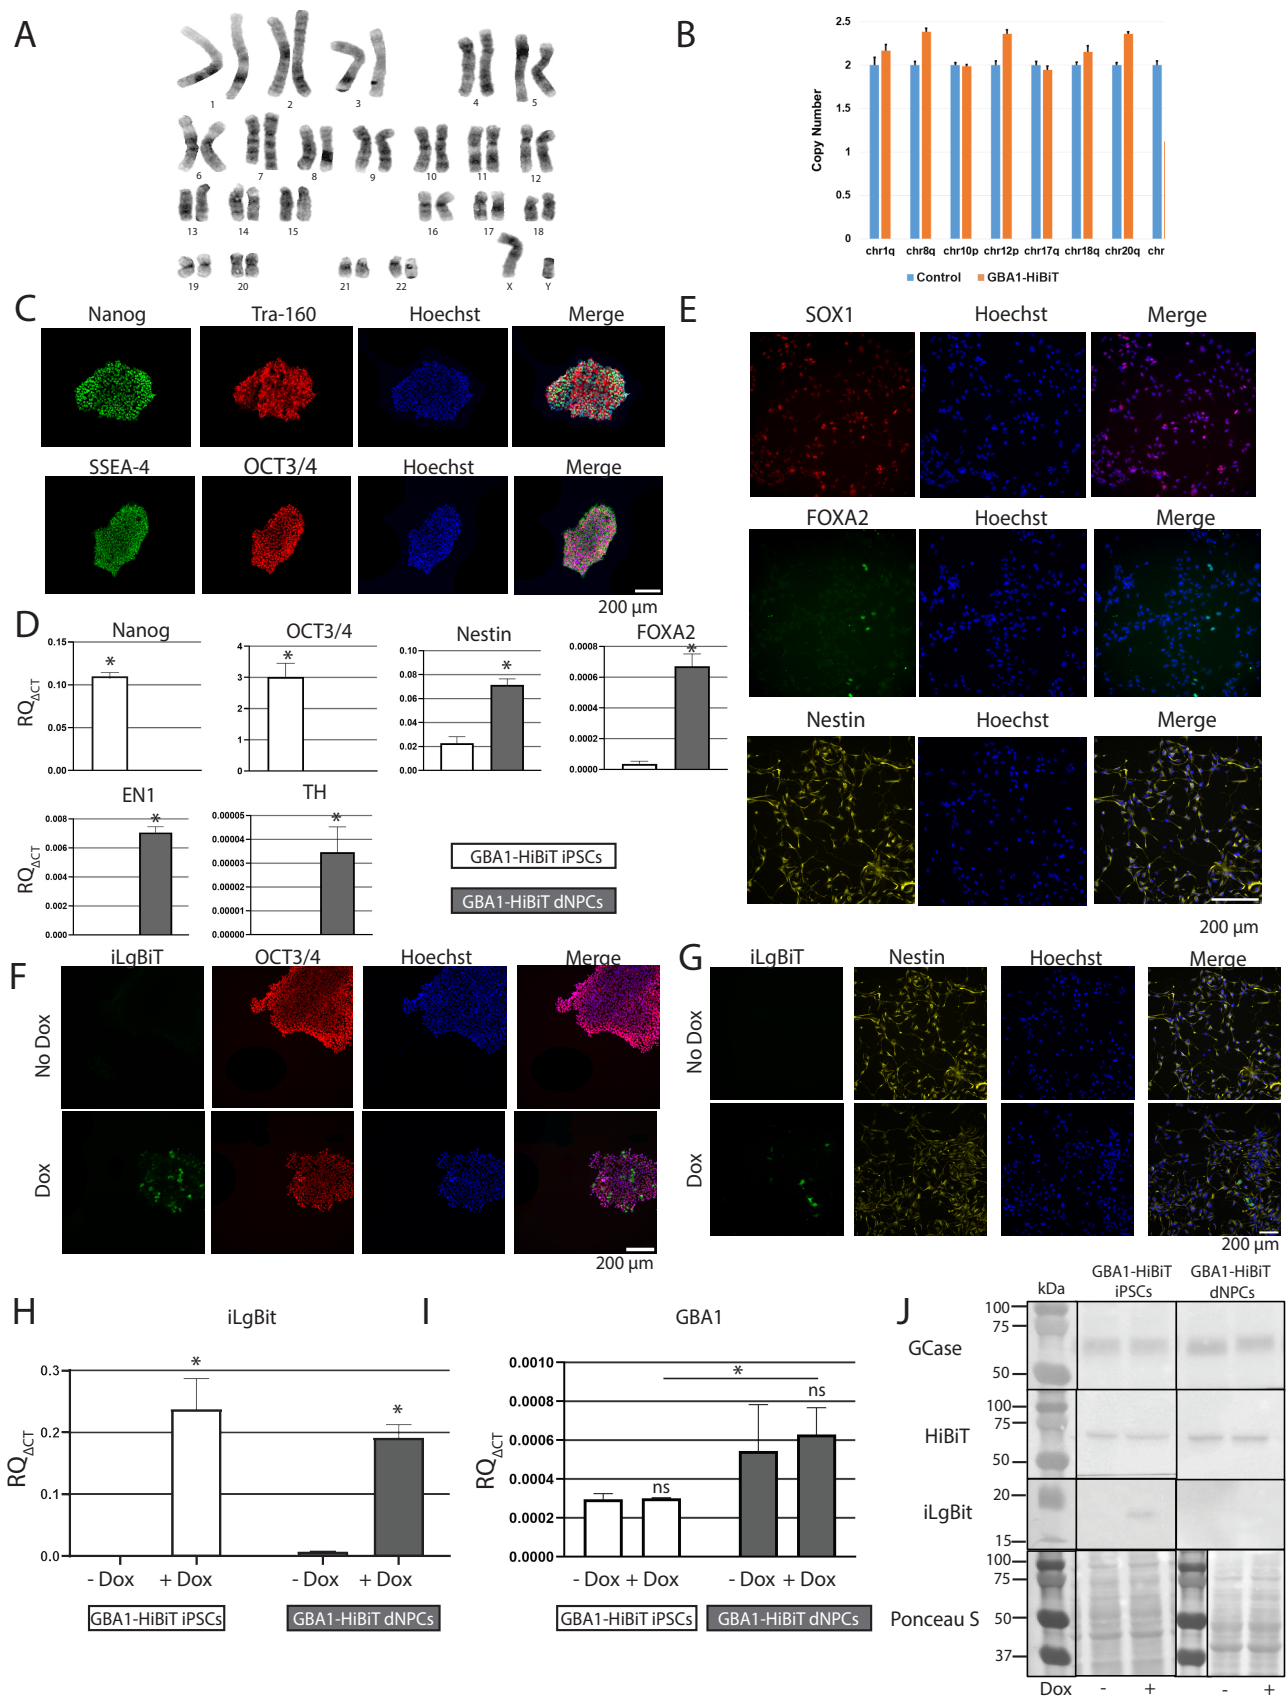 A
1 2 3 4 5
6 7 8 9 10 11 12
13 14 15 16 17 18
19 20 21 22 X Y
B
Copy Number
2.5
2
1.5
1
0.5
0
chr1q chr8q chr10p chr12p chr17q chr18q chr20q chr
Control GBA1-HiBiT
C
Nanog Tra-160 Hoechst Merge
SSEA-4 OCT3/4 Hoechst Merge
200 µm
D
Nanog
RQΔCT
0.15
0.10
0.05
0.00
*
OCT3/4
4
3
2
1
0
*
Nestin
0.10
0.08
0.06
0.04
0.02
0.00
*
FOXA2
0.0008
0.0006
0.0004
0.0002
0.0000
*
EN1
RQΔCT
0.008
0.006
0.004
0.002
0.000
*
TH
0.00005
0.00004
0.00003
0.00002
0.00001
0.00000
*
GBA1-HiBiT iPSCs
GBA1-HiBiT dNPCs
E
SOX1 Hoechst Merge
FOXA2 Hoechst Merge
Nestin Hoechst Merge
200 µm
F
iLgBiT OCT3/4 Hoechst Merge
No Dox
Dox
200 µm
G
iLgBiT Nestin Hoechst Merge
No Dox
Dox
200 µm
H
iLgBit
RQΔCT
0.3
0.2
0.1
0.0
* *
- Dox + Dox - Dox + Dox
GBA1-HiBiT iPSCs GBA1-HiBiT dNPCs
I
GBA1
RQΔCT
0.0010
0.0008
0.0006
0.0004
0.0002
0.0000
*
ns ns
- Dox + Dox - Dox + Dox
GBA1-HiBiT iPSCs GBA1-HiBiT dNPCs
J
kDa GBA1-HiBiT iPSCs GBA1-HiBiT dNPCs
GCase
100
75
50
HiBiT
100
75
50
iLgBit
20
15
Ponceau S
100
75
50
37
Dox - + - +